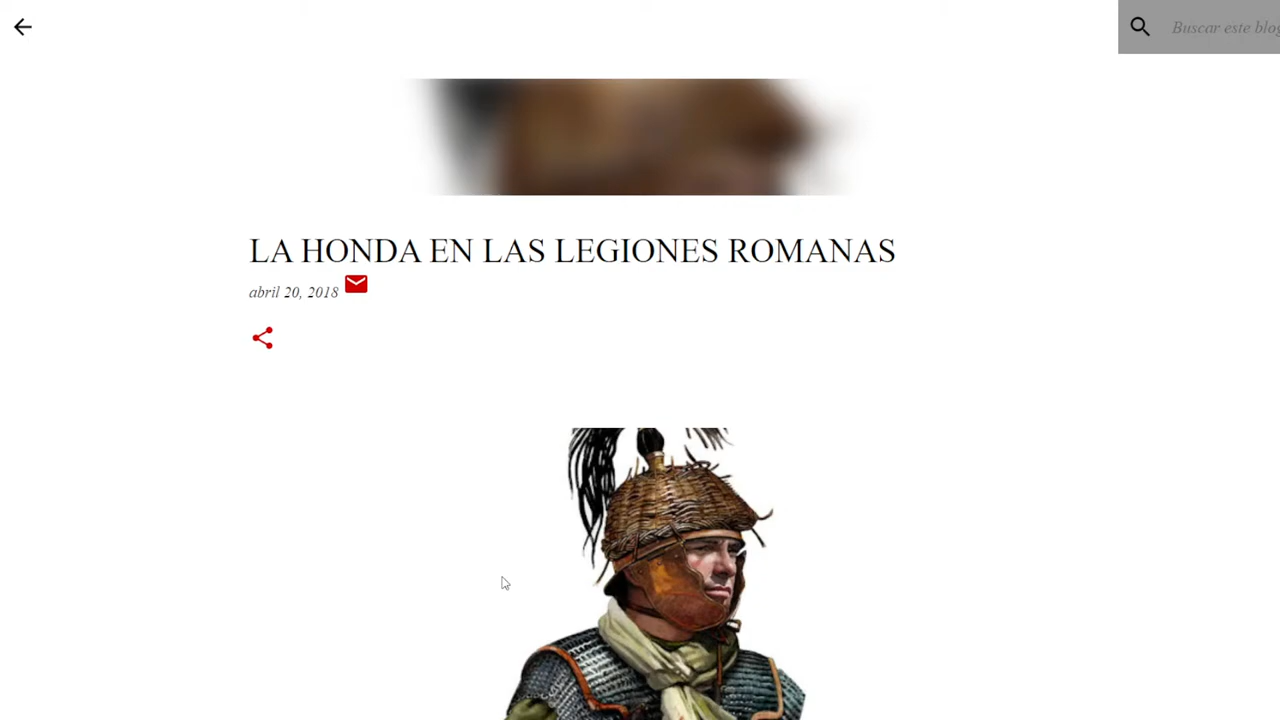 Buscar este blog
LA HONDA EN LAS LEGIONES ROMANAS
abril 20, 2018